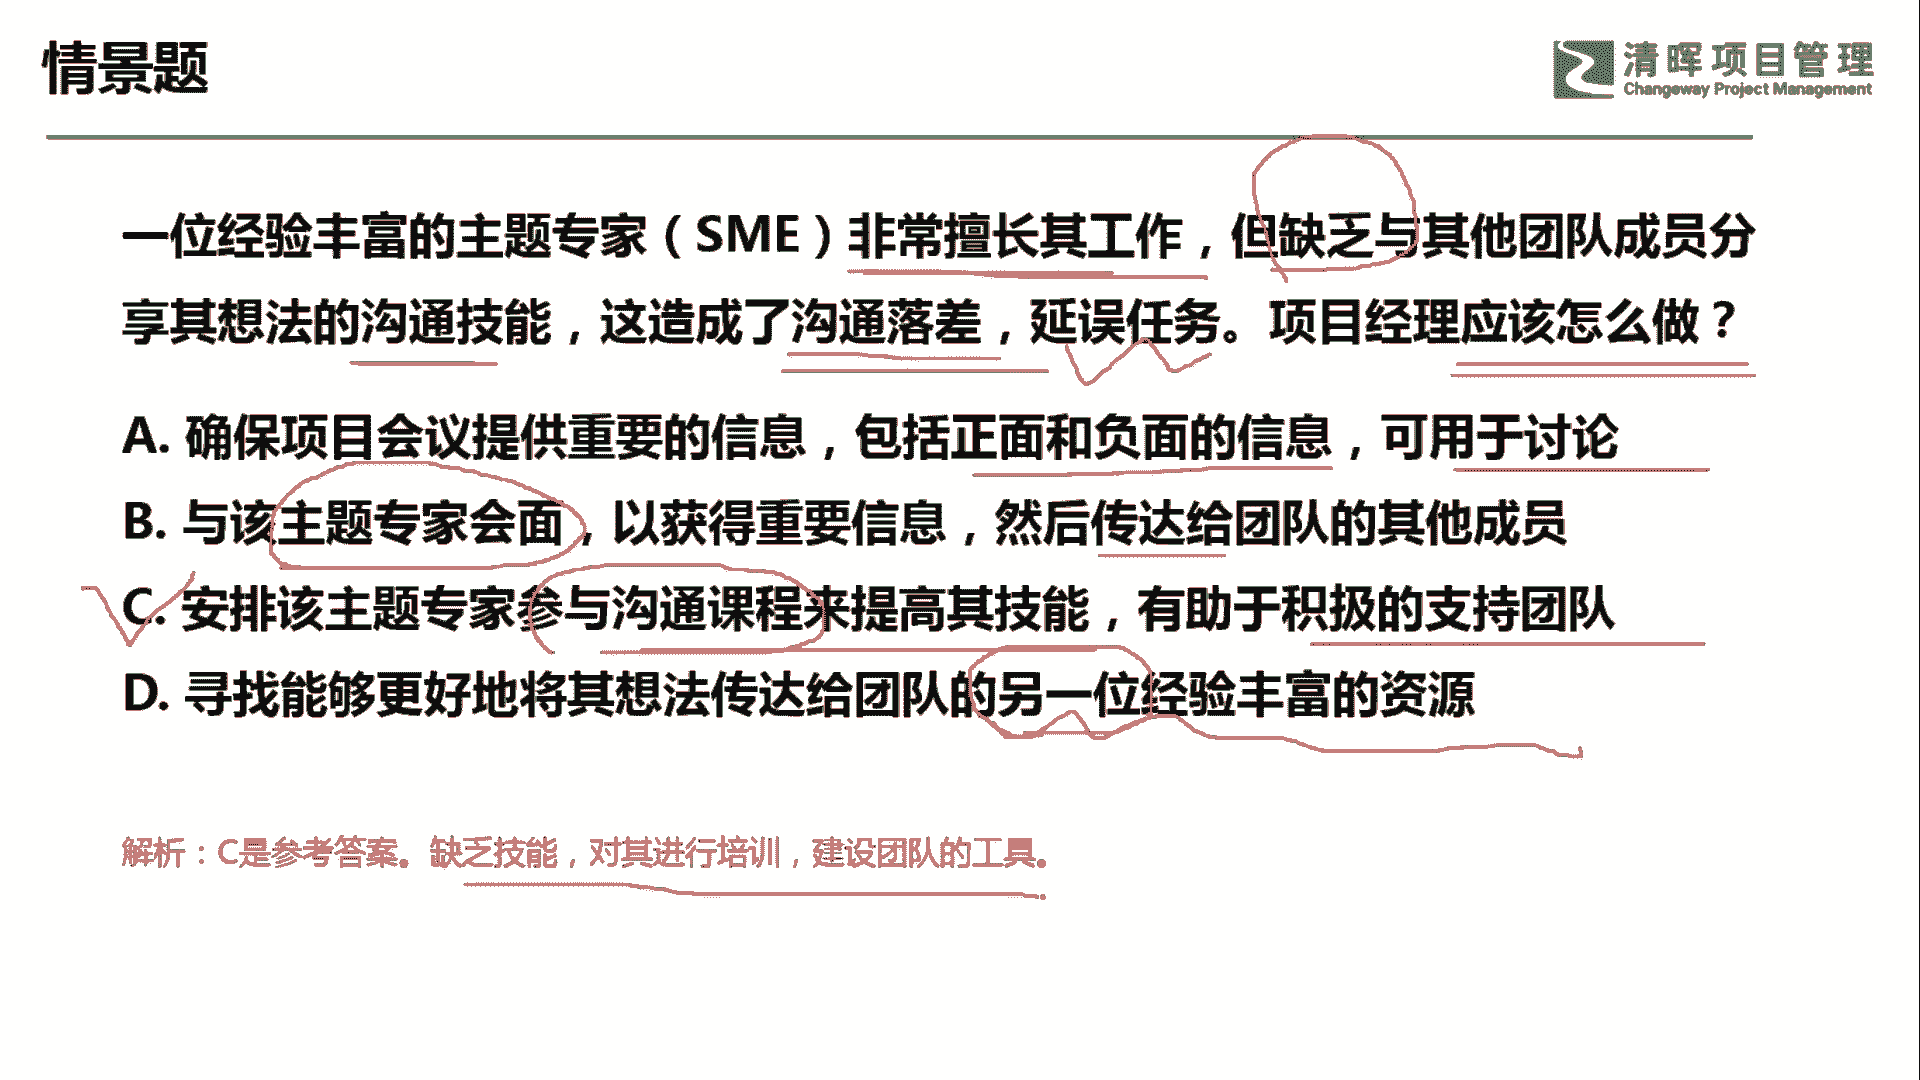 情景题
清晖项目管理
Changeway Project Management
一位经验丰富的主题专家（SME）非常擅长其工作，但缺乏与其他团队成员分
享其想法的沟通技能，这造成了沟通落差，延误任务。项目经理应该怎么做？
A. 确保项目会议提供重要的信息，包括正面和负面的信息，可用于讨论
B. 与该主题专家会面，以获得重要信息，然后传达给团队的其他成员
C. 安排该主题专家参与沟通课程来提高其技能，有助于积极的支持团队
D. 寻找能够更好地将其想法传达给团队的另一位经验丰富的资源
解析：C是参考答案。缺乏技能，对其进行培训，建设团队的工具。